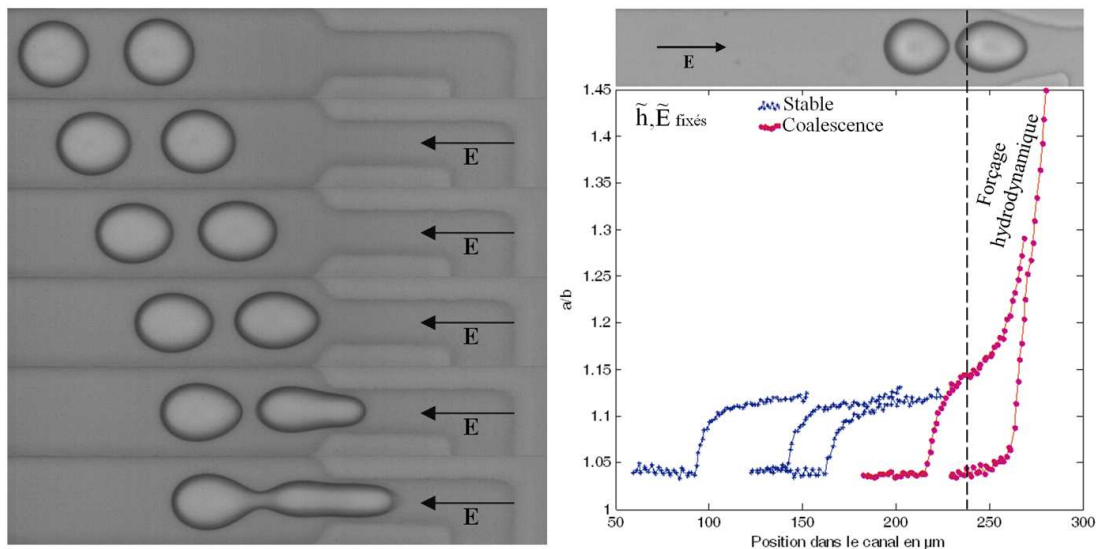 E
E
E
E
E
E
h̃,Ẽ fixés
Stable
Coalescence
Forçage
hydrodynamique
1.45
1.4
1.35
1.3
1.25
1.2
1.15
1.1
1.05
1
a/b
50
100
150
200
250
300
Position dans le canal en µm